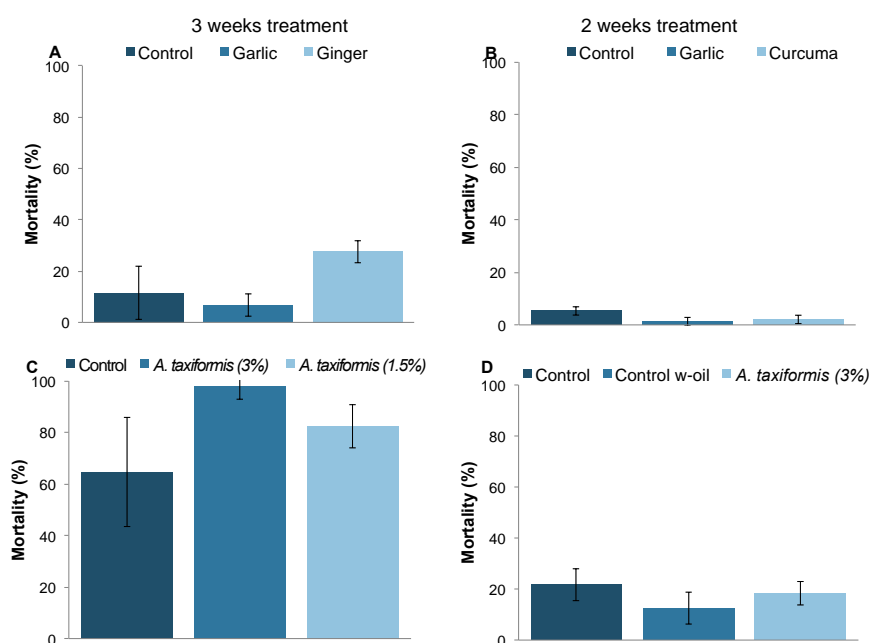 3 weeks treatment
2 weeks treatment
A
Control Garlic Ginger
Mortality (%)
100
80
60
40
20
0
B
Control Garlic Curcuma
Mortality (%)
100
80
60
40
20
0
C
Control A. taxiformis (3%) A. taxiformis (1.5%)
Mortality (%)
100
80
60
40
20
0
D
Control Control w-oil A. taxiformis (3%)
Mortality (%)
100
80
60
40
20
0